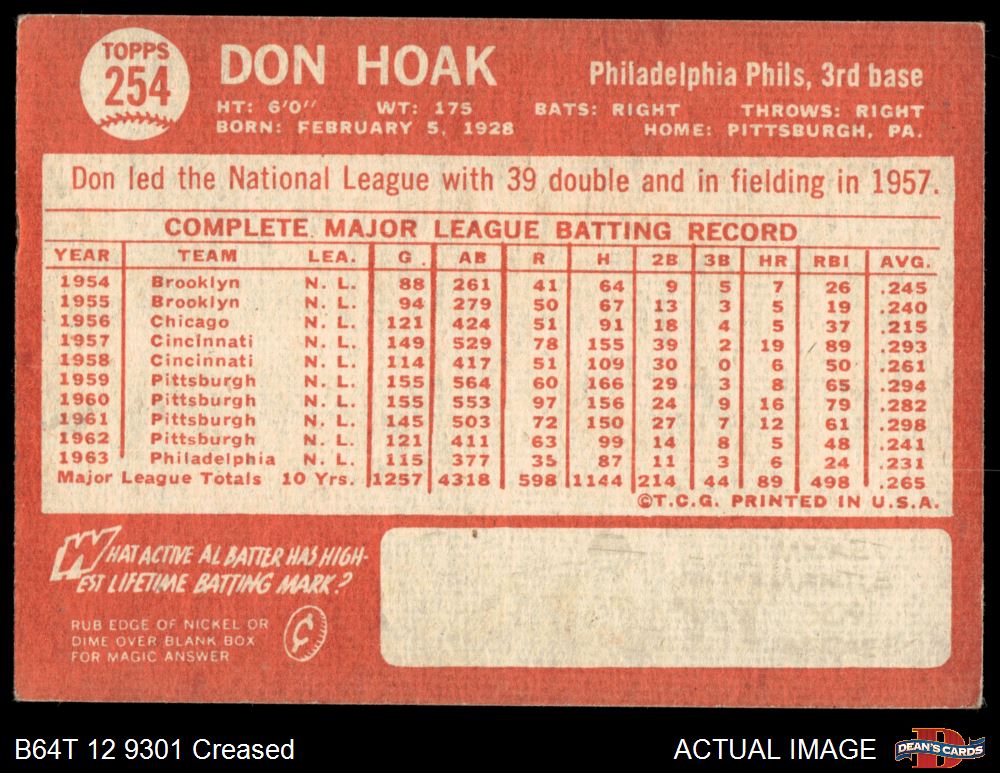 TOPPS
254
DON HOAK
Philadelphia Phils, 3rd base
HT: 6'0" WT: 175 BATS: RIGHT THROWS: RIGHT
BORN: FEBRUARY 5, 1928 HOME: PITTSBURGH, PA.
Don led the National League with 39 double and in fielding in 1957.
COMPLETE MAJOR LEAGUE BATTING RECORD
YEAR TEAM LEA. G. AB R H 2B 3B HR RBI AVG.
1954 Brooklyn N. L. 88 261 41 64 9 5 7 26 .245
1955 Brooklyn N. L. 94 279 50 67 13 3 5 19 .240
1956 Chicago N. L. 121 424 51 91 18 4 5 37 .215
1957 Cincinnati N. L. 149 529 78 155 39 2 19 89 .293
1958 Cincinnati N. L. 114 417 51 109 30 0 6 50 .261
1959 Pittsburgh N. L. 155 564 60 166 29 3 8 65 .294
1960 Pittsburgh N. L. 155 553 97 156 24 9 16 79 .282
1961 Pittsburgh N. L. 145 503 72 150 27 7 12 61 .298
1962 Pittsburgh N. L. 121 411 63 99 14 8 5 48 .241
1963 Philadelphia N. L. 115 377 35 87 11 3 6 24 .231
Major League Totals 10 Yrs. 1257 4318 598 1144 214 44 89 498 .265
©T.C.G. PRINTED IN U.S.A.
WHAT ACTIVE AL BATTER HAS HIGH-
EST LIFETIME BATTING MARK?
RUB EDGE OF NICKEL OR
DIME OVER BLANK BOX
FOR MAGIC ANSWER
B64T 12 9301 Creased
ACTUAL IMAGE
DEAN'S CARDS